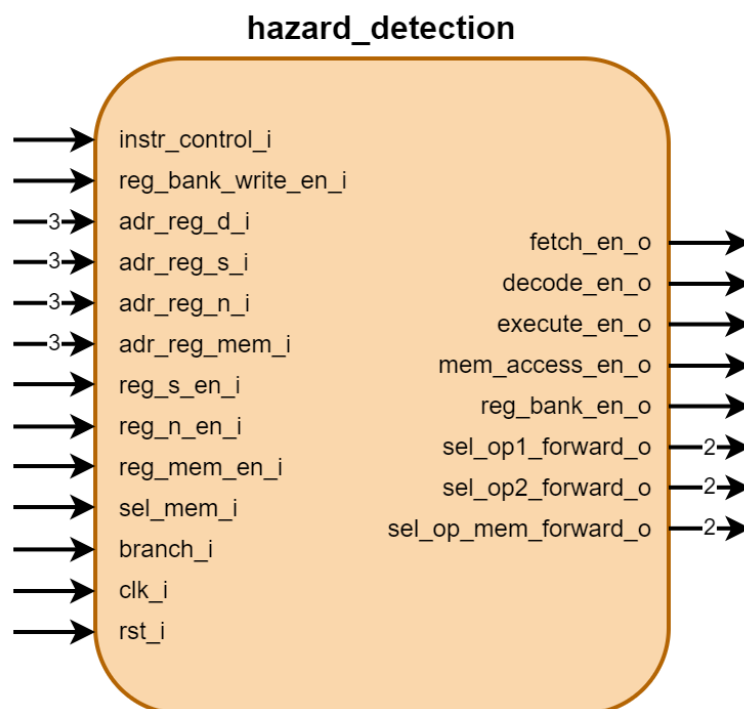 hazard_detection
instr_control_i
reg_bank_write_en_i
3 adr_reg_d_i
3 adr_reg_s_i
3 adr_reg_n_i
3 adr_reg_mem_i
reg_s_en_i
reg_n_en_i
reg_mem_en_i
sel_mem_i
branch_i
clk_i
rst_i
fetch_en_o
decode_en_o
execute_en_o
mem_access_en_o
reg_bank_en_o
sel_op1_forward_o 2
sel_op2_forward_o 2
sel_op_mem_forward_o 2